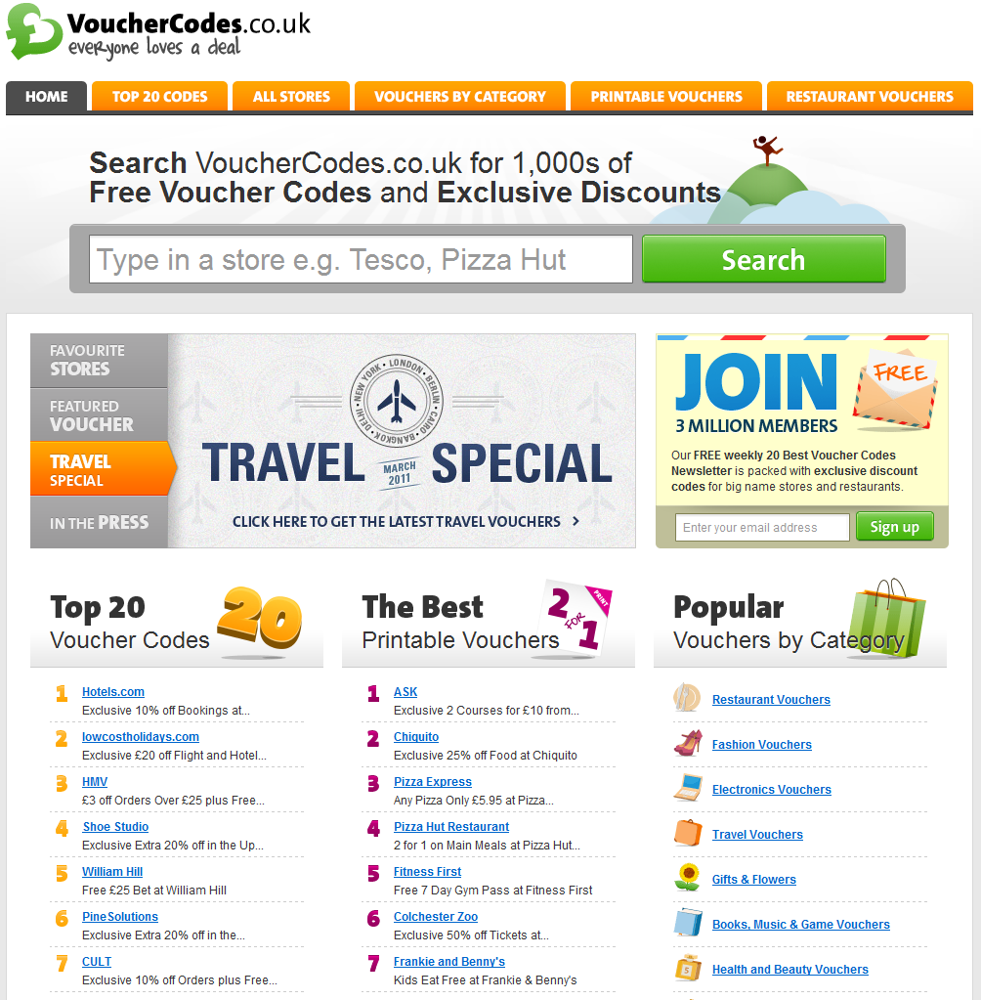 VoucherCodes.co.uk
everyone loves a deal
HOME
TOP 20 CODES
ALL STORES
VOUCHERS BY CATEGORY
PRINTABLE VOUCHERS
RESTAURANT VOUCHERS
Search VoucherCodes.co.uk for 1,000s of
Free Voucher Codes and Exclusive Discounts
Type in a store e.g. Tesco, Pizza Hut
Search
FAVOURITE
STORES
FEATURED
VOUCHER
TRAVEL
SPECIAL
IN THE PRESS
NEW YORK • LONDON • BERLIN • CAIRO • BANGKOK • DELHI •
TRAVEL
MARCH
2011
SPECIAL
CLICK HERE TO GET THE LATEST TRAVEL VOUCHERS >
JOIN
FREE
3 MILLION MEMBERS
Our FREE weekly 20 Best Voucher Codes
Newsletter is packed with exclusive discount
codes for big name stores and restaurants.
Enter your email address
Sign up
Top 20
Voucher Codes
20
1 Hotels.com
Exclusive 10% off Bookings at...
2 lowcostholidays.com
Exclusive £20 off Flight and Hotel...
3 HMV
£3 off Orders Over £25 plus Free...
4 Shoe Studio
Exclusive Extra 20% off in the Up...
5 William Hill
Free £25 Bet at William Hill
6 PineSolutions
Exclusive Extra 20% off in the...
7 CULT
Exclusive 10% off Orders plus Free...
The Best
Printable Vouchers
2 FOR 1
PRINT
1 ASK
Exclusive 2 Courses for £10 from...
2 Chiquito
Exclusive 25% off Food at Chiquito
3 Pizza Express
Any Pizza Only £5.95 at Pizza...
4 Pizza Hut Restaurant
2 for 1 on Main Meals at Pizza Hut...
5 Fitness First
Free 7 Day Gym Pass at Fitness First
6 Colchester Zoo
Exclusive 50% off Tickets at...
7 Frankie and Benny's
Kids Eat Free at Frankie & Benny's
Popular
Vouchers by Category
Restaurant Vouchers
Fashion Vouchers
Electronics Vouchers
Travel Vouchers
Gifts & Flowers
Books, Music & Game Vouchers
Health and Beauty Vouchers